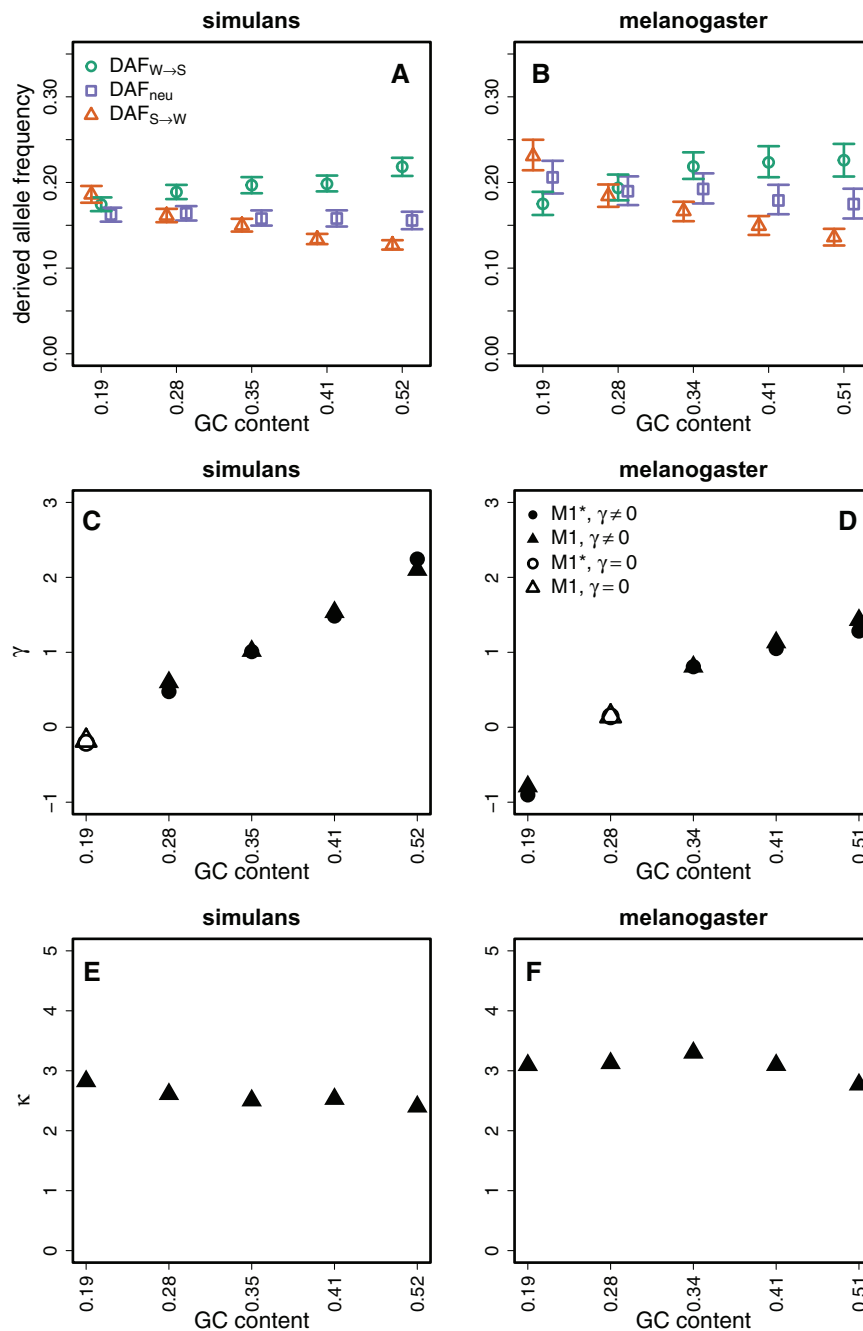 simulans
A
DAF W→S
DAF neu
DAF S→W
derived allele frequency
0.30
0.20
0.10
0.00
0.19
0.28
0.35
0.41
0.52
GC content
melanogaster
B
0.30
0.20
0.10
0.00
0.19
0.28
0.34
0.41
0.51
GC content
simulans
C
γ
3
2
1
0
−1
0.19
0.28
0.35
0.41
0.52
GC content
melanogaster
D
M1*, γ ≠ 0
M1, γ ≠ 0
M1*, γ = 0
M1, γ = 0
3
2
1
0
−1
0.19
0.28
0.34
0.41
0.51
GC content
simulans
E
κ
5
4
3
2
1
0
0.19
0.28
0.35
0.41
0.52
GC content
melanogaster
F
5
4
3
2
1
0
0.19
0.28
0.34
0.41
0.51
GC content